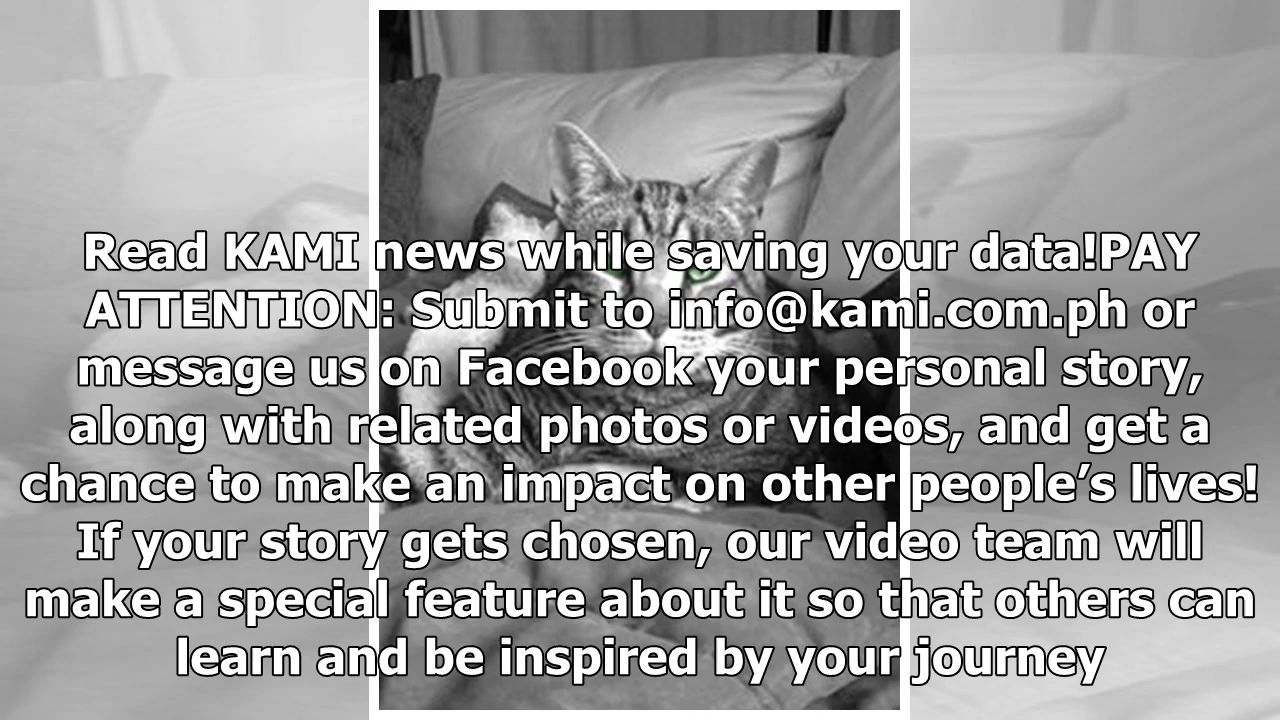 Read KAMI news while saving your data!PAY
ATTENTION: Submit to info@kami.com.ph or
message us on Facebook your personal story,
along with related photos or videos, and get a
chance to make an impact on other people’s lives!
If your story gets chosen, our video team will
make a special feature about it so that others can
learn and be inspired by your journey